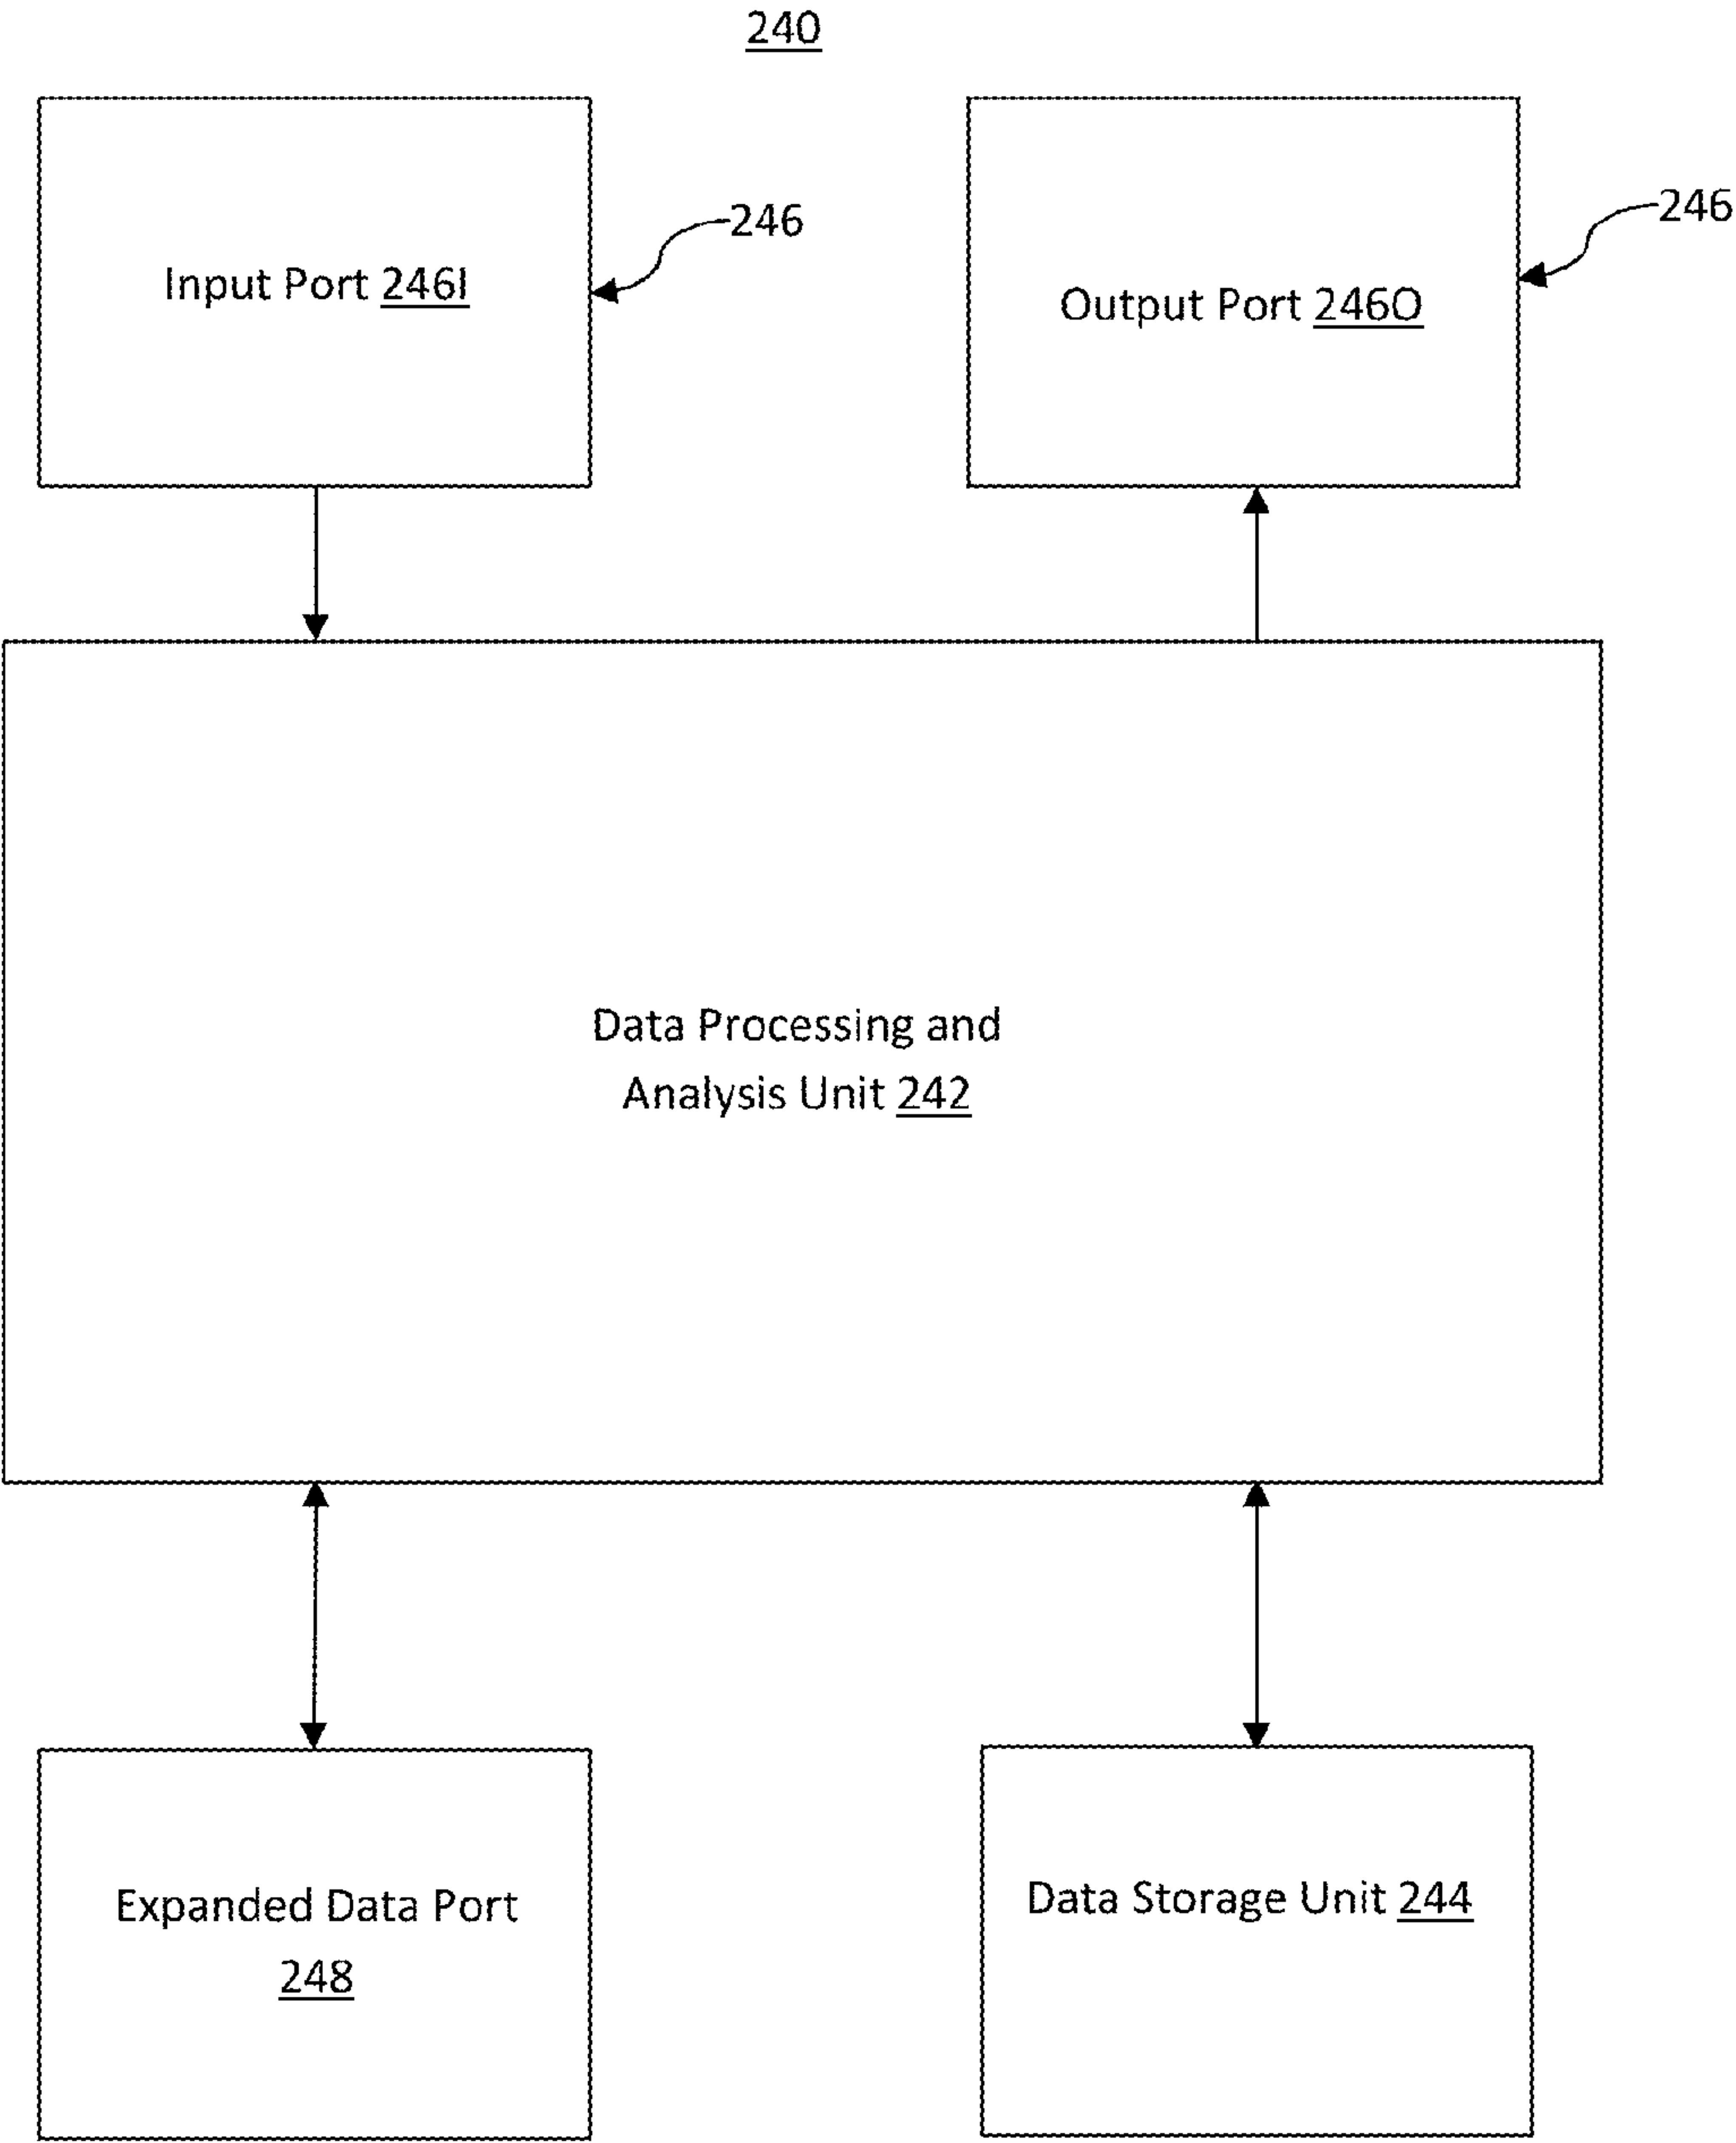 240
Input Port 246I
246
Output Port 246O
246
Data Processing and
Analysis Unit 242
Expanded Data Port
248
Data Storage Unit 244